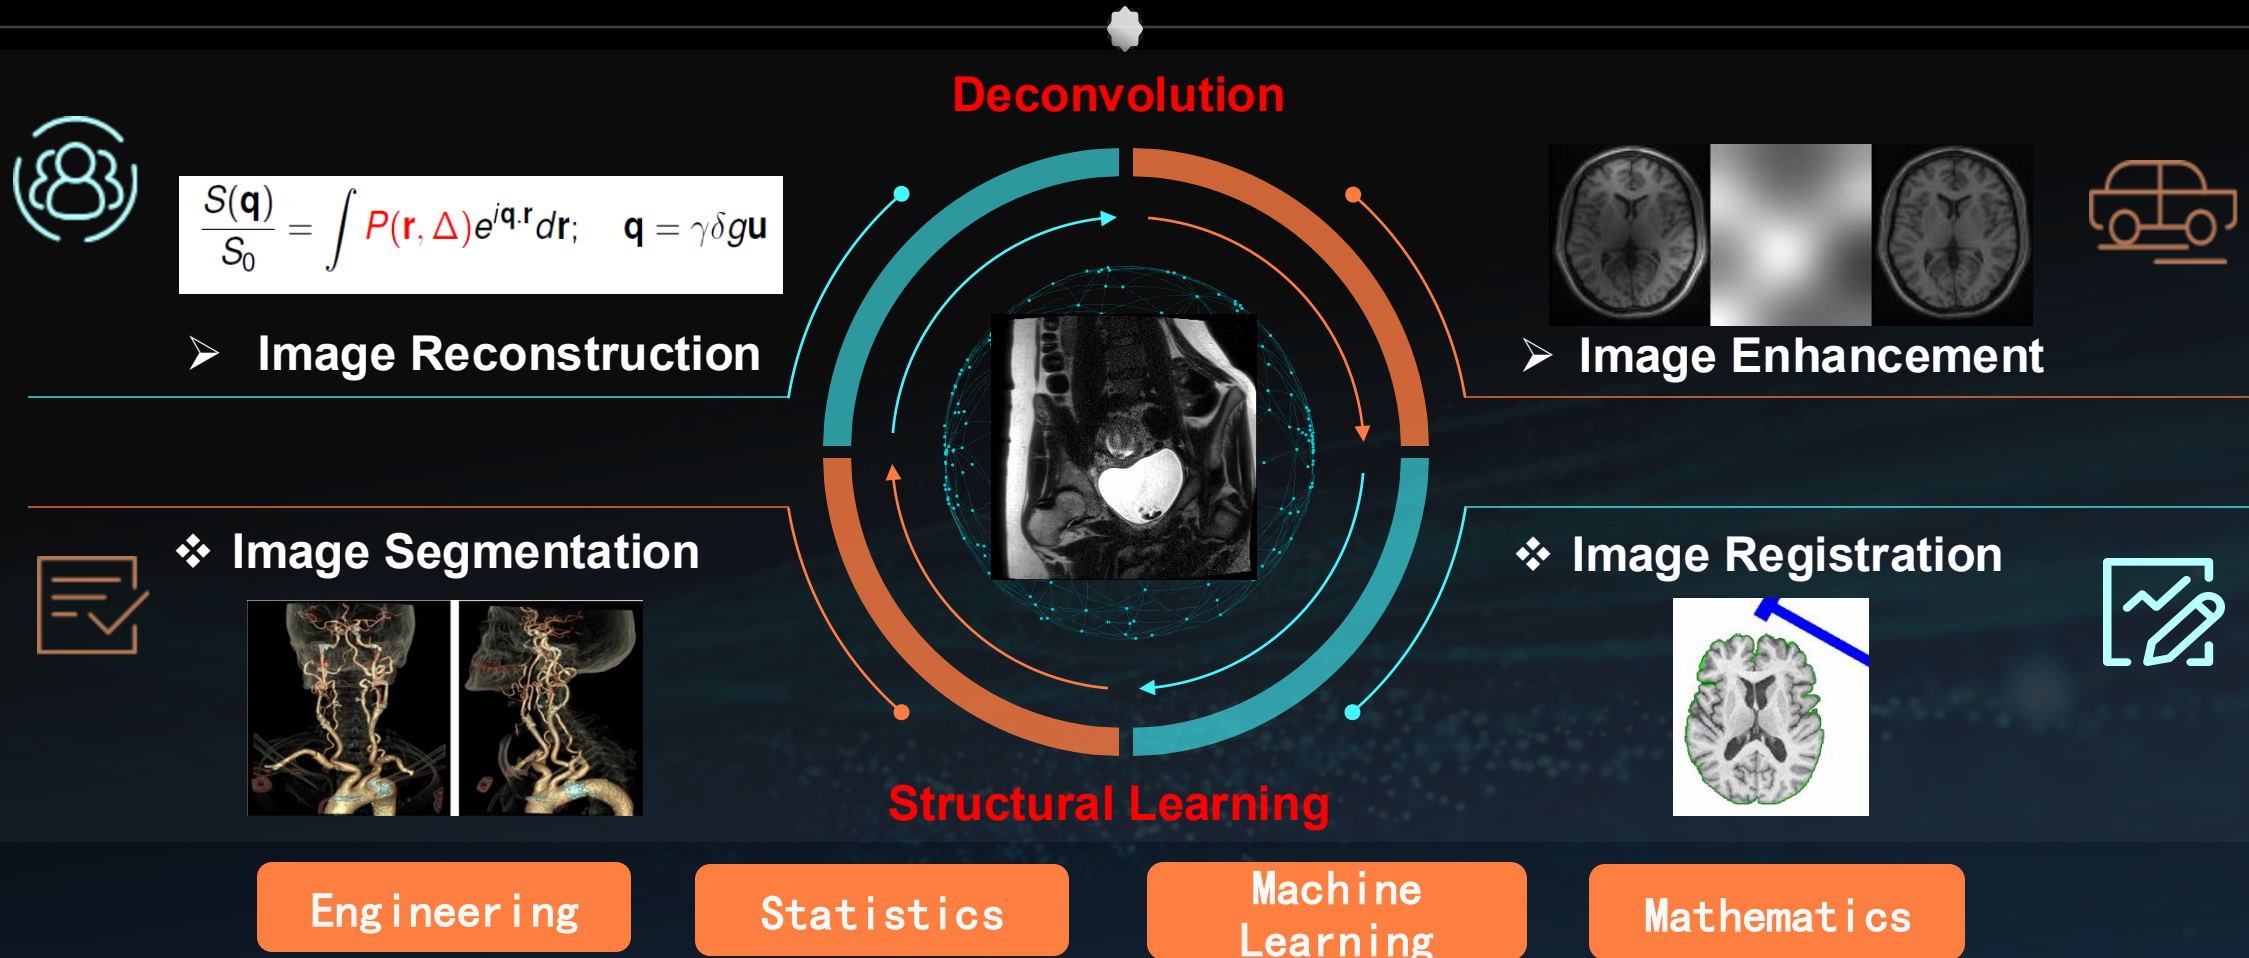 Deconvolution
S(q)/S₀ = ∫ P(r, Δ)e^{iq.r} dr; q = γδgu
➢ Image Reconstruction
➢ Image Enhancement
❖ Image Segmentation
❖ Image Registration
Structural Learning
Engineering
Statistics
Machine
Learning
Mathematics